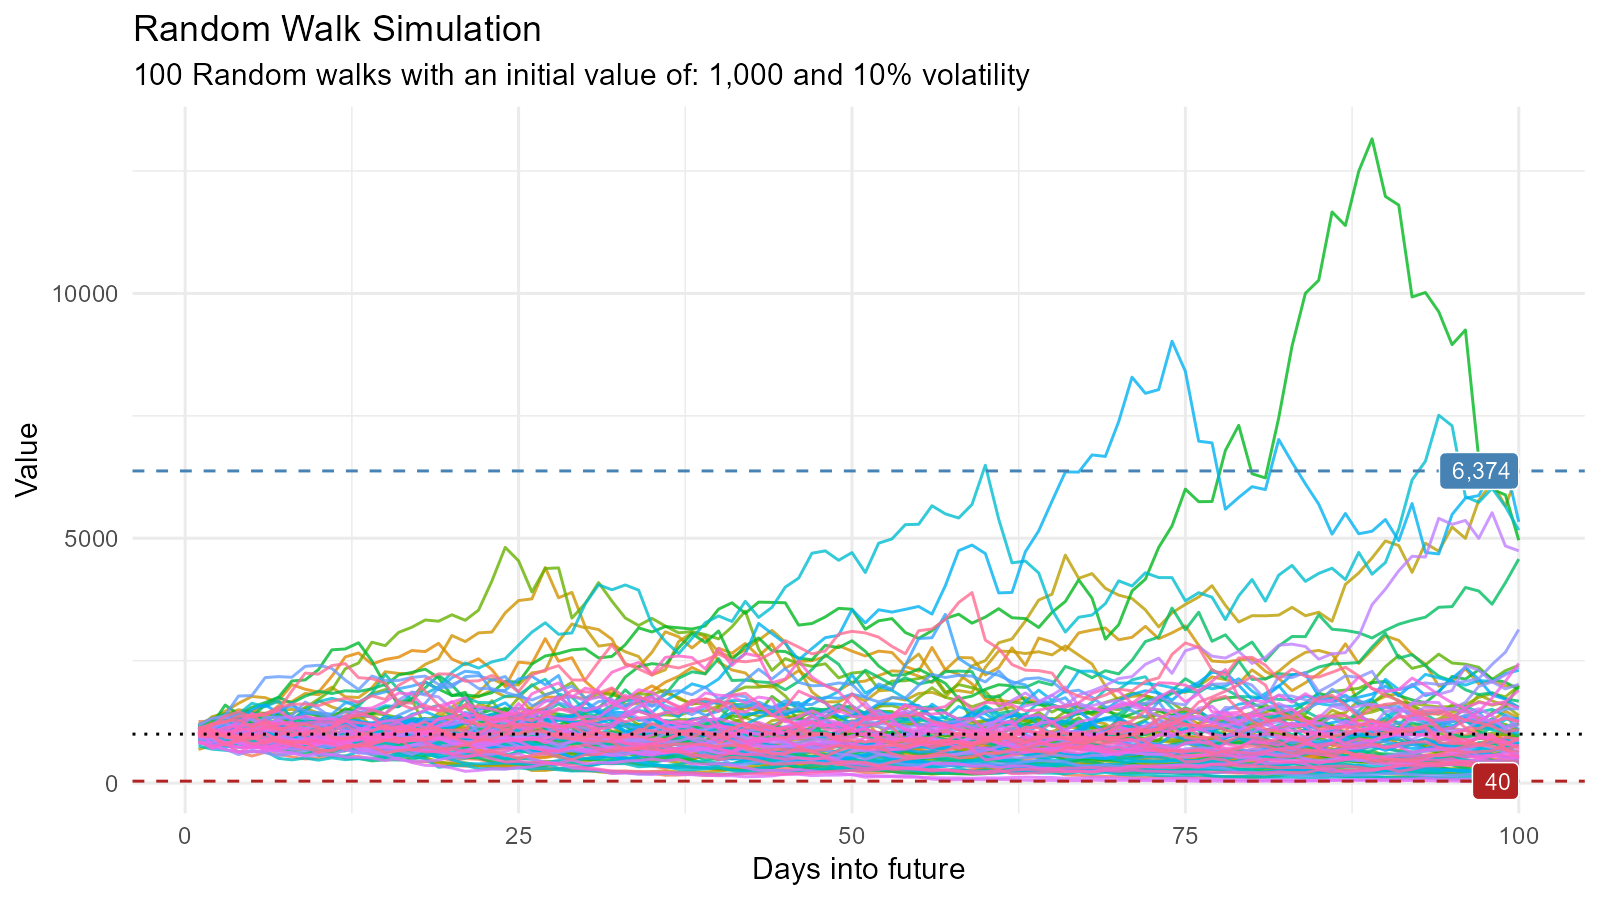 Random Walk Simulation
100 Random walks with an initial value of: 1,000 and 10% volatility
Value
10000
5000
0
6,374
40
0 25 50 75 100
Days into future